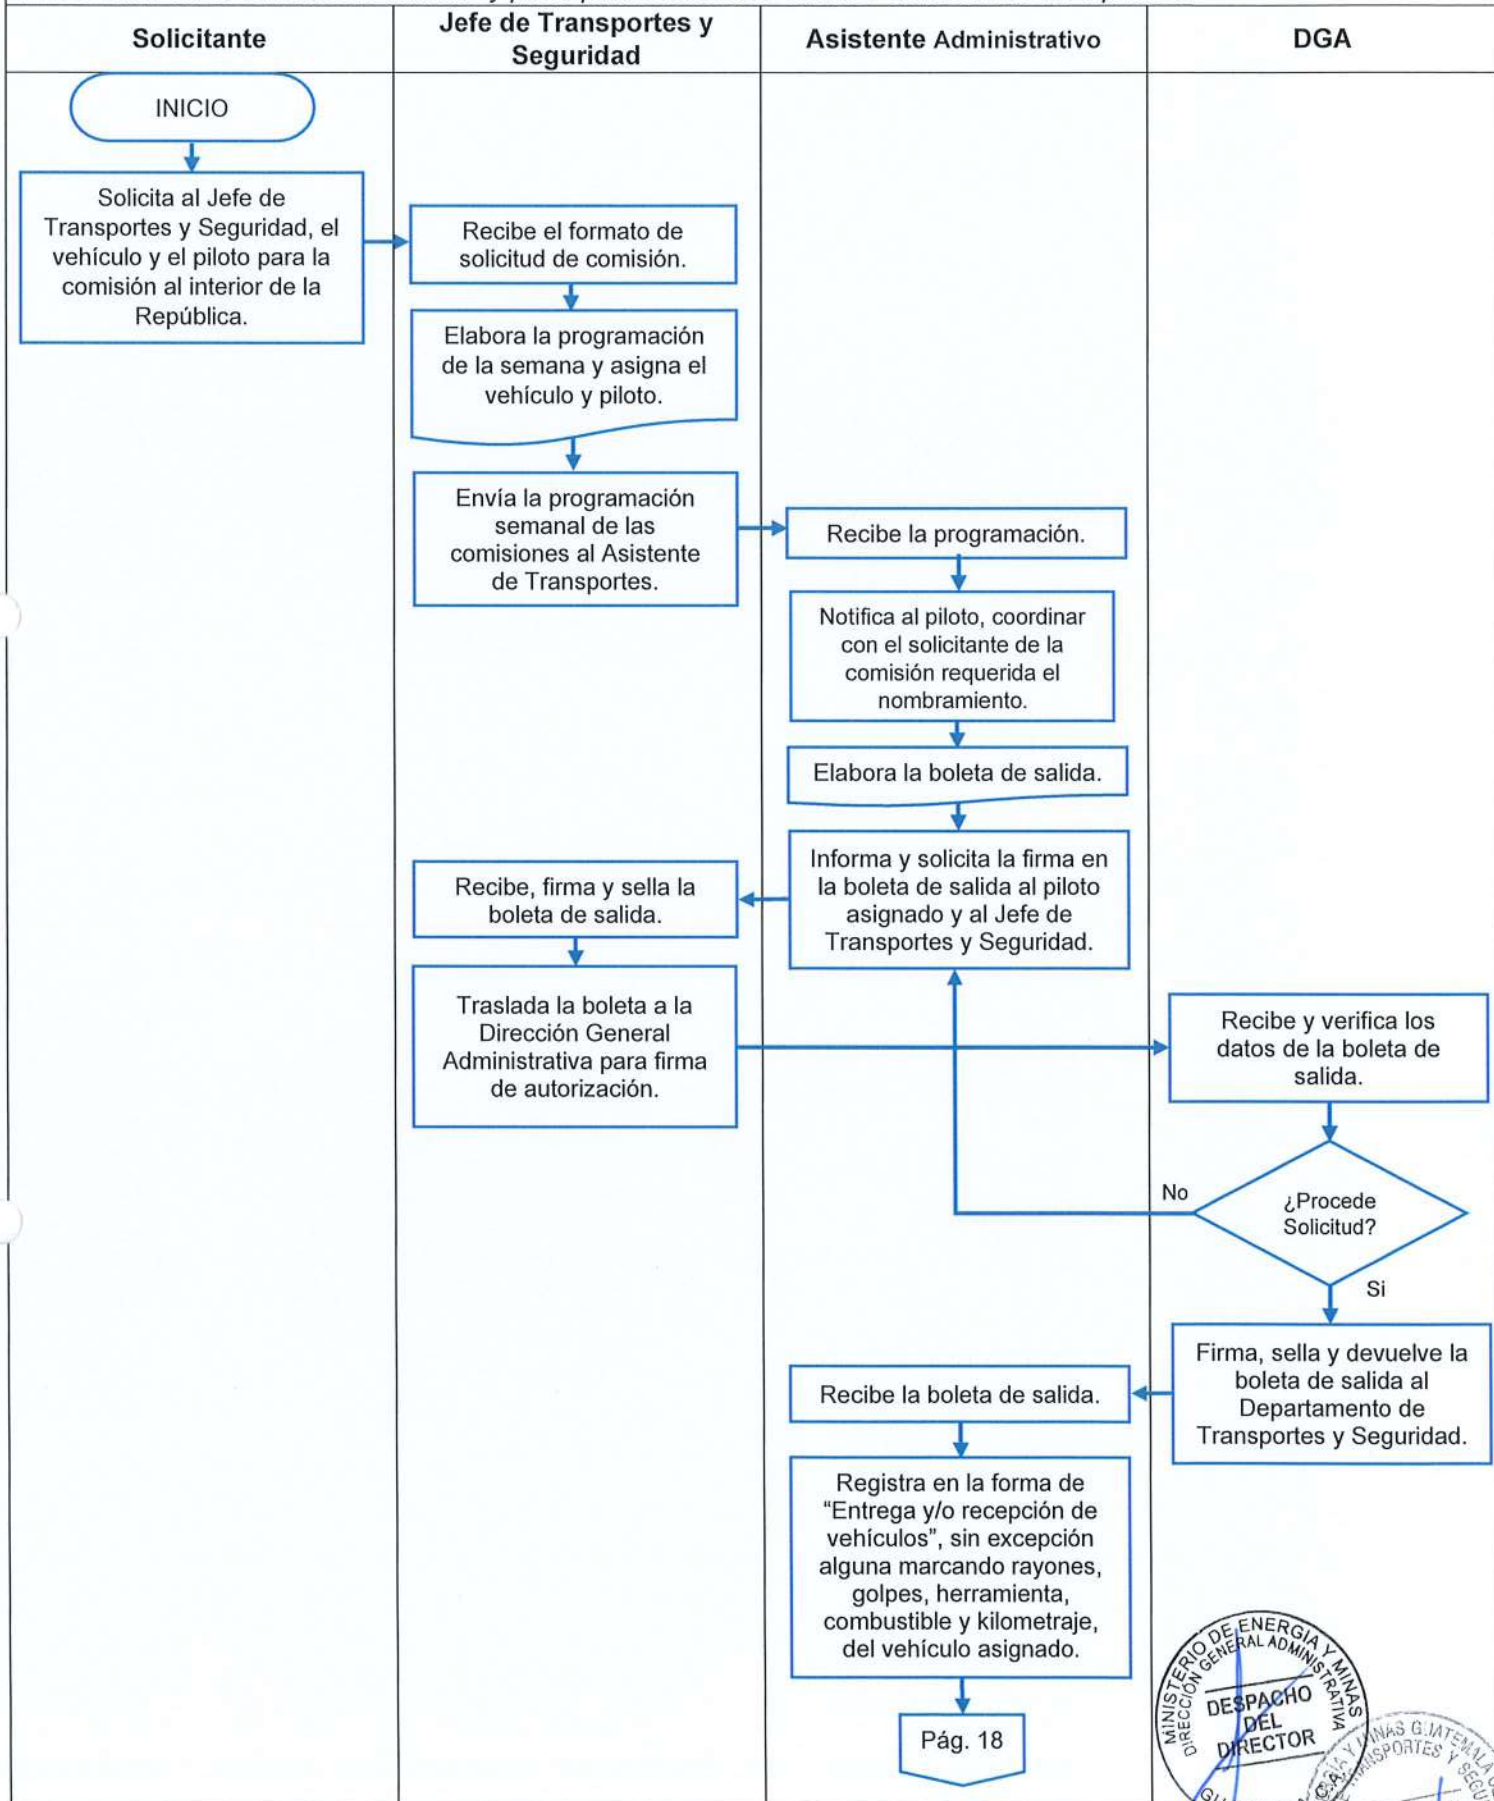 Solicitante
Jefe de Transportes y
Seguridad
Asistente Administrativo
DGA
INICIO
Solicita al Jefe de
Transportes y Seguridad, el
vehículo y el piloto para la
comisión al interior de la
República.
Recibe el formato de
solicitud de comisión.
Elabora la programación
de la semana y asigna el
vehículo y piloto.
Envía la programación
semanal de las
comisiones al Asistente
de Transportes.
Recibe la programación.
Notifica al piloto, coordinar
con el solicitante de la
comisión requerida el
nombramiento.
Elabora la boleta de salida.
Informa y solicita la firma en
la boleta de salida al piloto
asignado y al Jefe de
Transportes y Seguridad.
Recibe, firma y sella la
boleta de salida.
Traslada la boleta a la
Dirección General
Administrativa para firma
de autorización.
Recibe y verifica los
datos de la boleta de
salida.
¿Procede
Solicitud?
No
Si
Firma, sella y devuelve la
boleta de salida al
Departamento de
Transportes y Seguridad.
Recibe la boleta de salida.
Registra en la forma de
“Entrega y/o recepción de
vehículos”, sin excepción
alguna marcando rayones,
golpes, herramienta,
combustible y kilometraje,
del vehículo asignado.
Pág. 18
MINISTERIO DE ENERGIA Y MINAS
DIRECCIÓN GENERAL ADMINISTRATIVA
DESPACHO
DEL
DIRECTOR